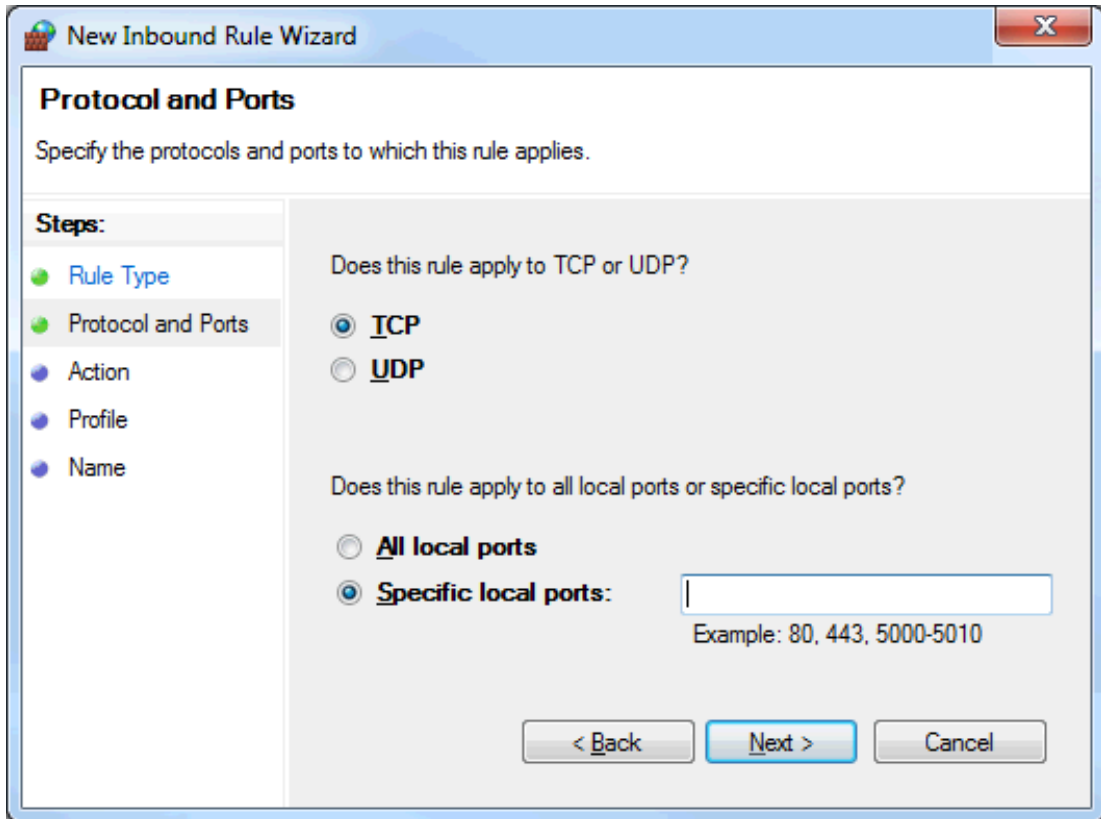 New Inbound Rule Wizard
Protocol and Ports
Specify the protocols and ports to which this rule applies.
Steps:
Rule Type
Protocol and Ports
Action
Profile
Name
Does this rule apply to TCP or UDP?
TCP
UDP
Does this rule apply to all local ports or specific local ports?
All local ports
Specific local ports:
Example: 80, 443, 5000-5010
< Back Next > Cancel